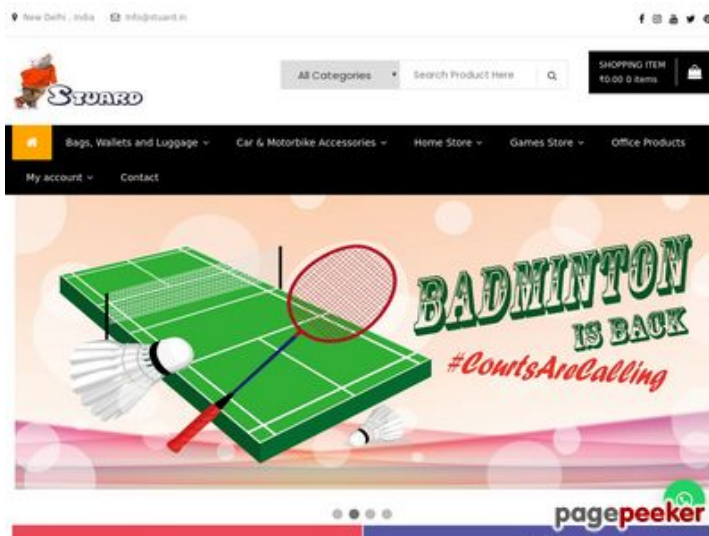 New Delhi , India info@stuard.in
STUARD
All Categories Search Product Here
SHOPPING ITEM
₹0.00 0 items
Bags, Wallets and Luggage Car & Motorbike Accessories Home Store Games Store Office Products
My account Contact
BADMINTON
IS BACK
#CourtsAreCalling
pagepeeker